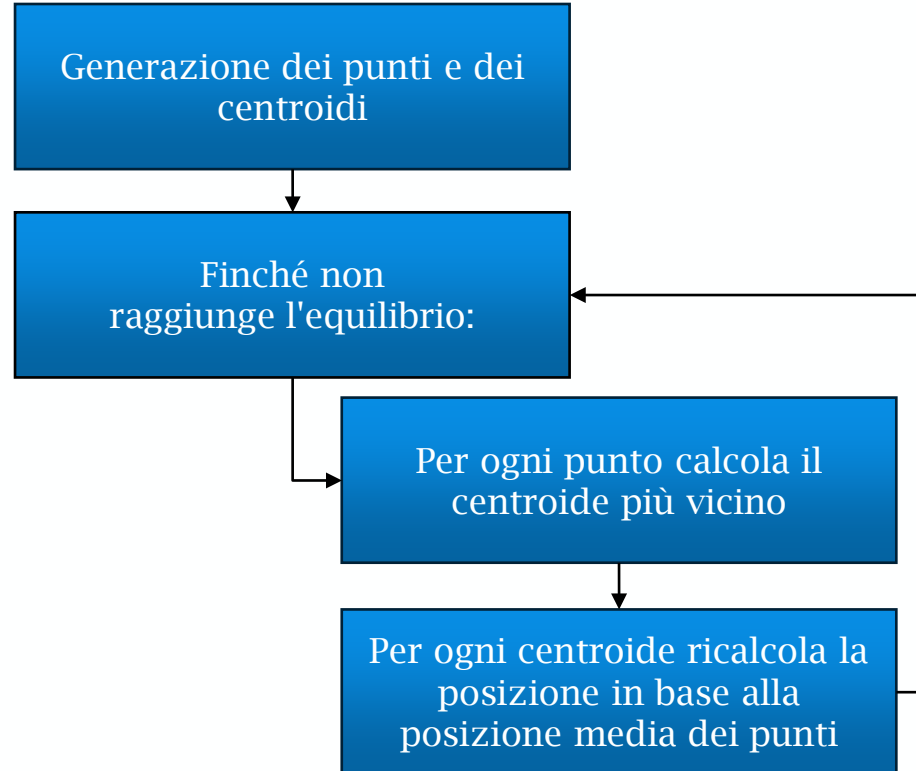 Generazione dei punti e dei
centroidi
Finché non
raggiunge l'equilibrio:
Per ogni punto calcola il
centroide più vicino
Per ogni centroide ricalcola la
posizione in base alla
posizione media dei punti